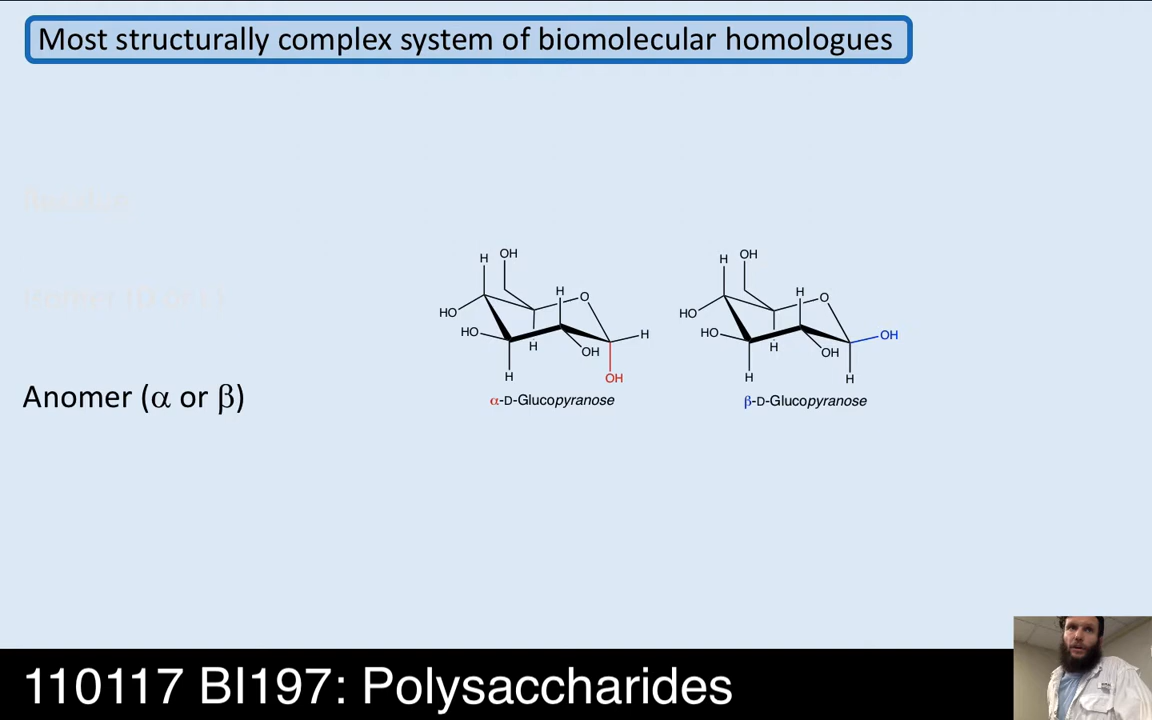 Most structurally complex system of biomolecular homologues
H OH
HO
HO
H
O
H
H
OH
H
OH
α-D-Glucopyranose
H OH
HO
HO
H
O
OH
H
OH
H
H
β-D-Glucopyranose
Anomer (α or β)
110117 BI197: Polysaccharides